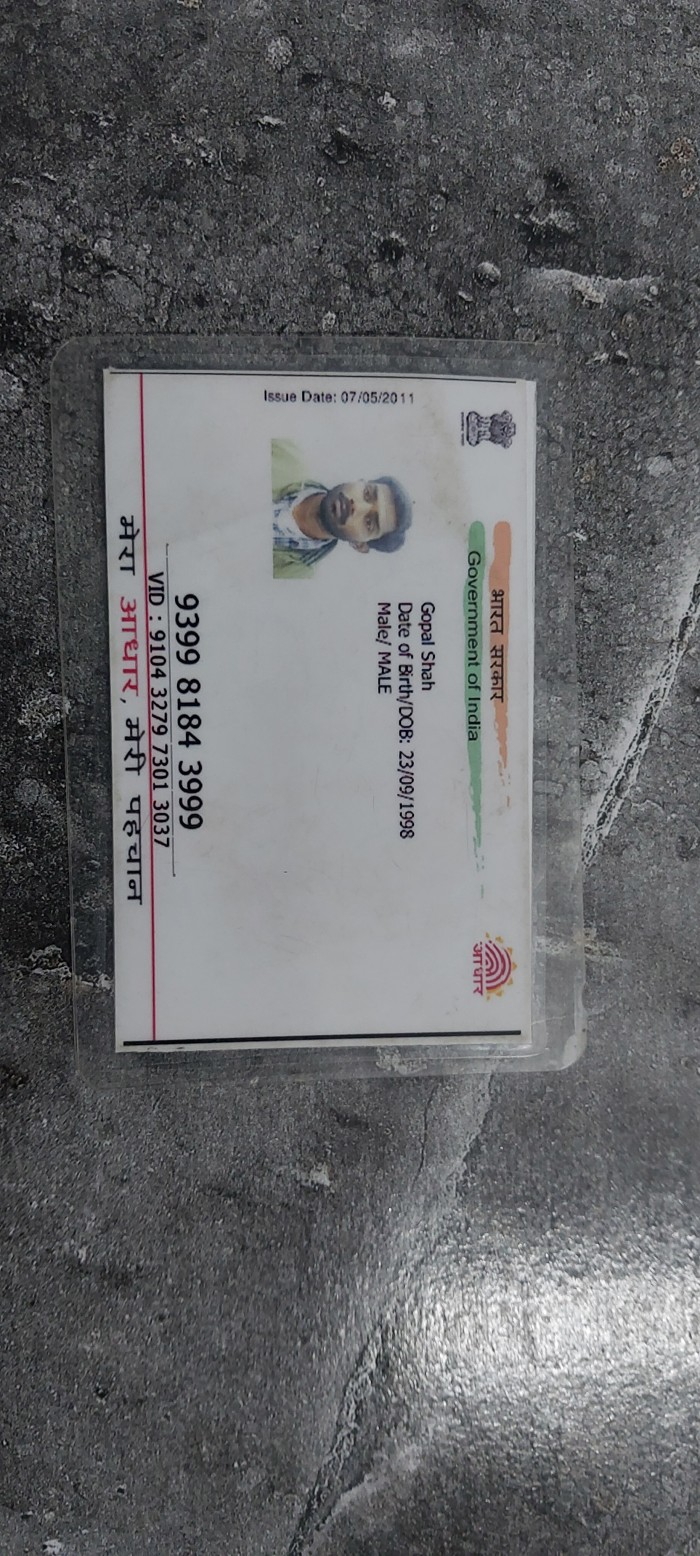 भारत सरकार
Government of India
Issue Date: 07/05/2011
Gopal Shah
Date of Birth/DOB: 23/09/1998
Male/ MALE
आधार
9399 8184 3999
VID : 9104 3279 7301 3037
मेरा आधार, मेरी पहचान